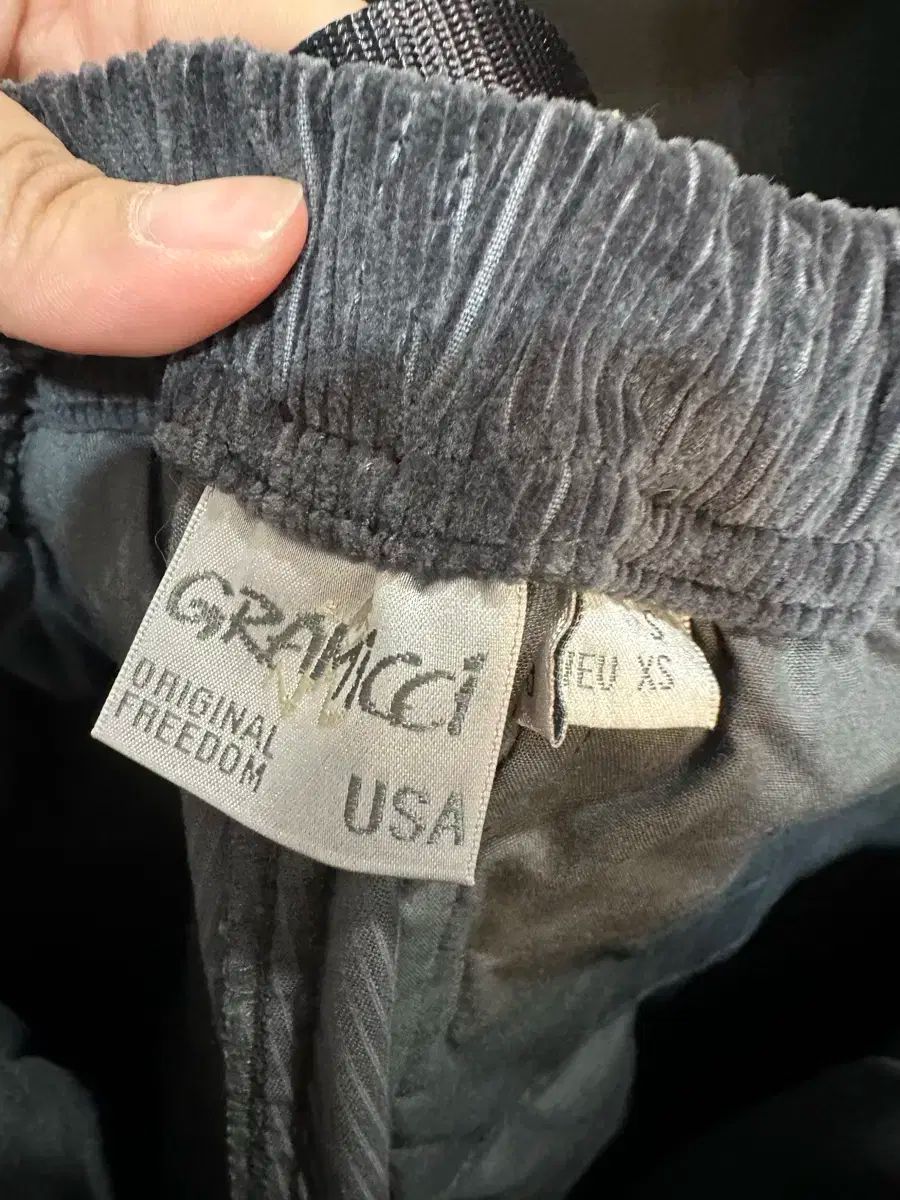 GRAMICCI
ORIGINAL
FREEDOM
USA
EU XS